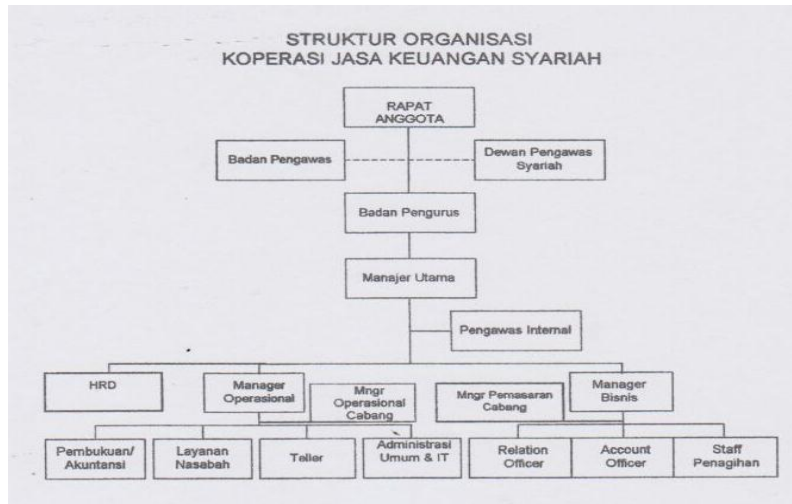 STRUKTUR ORGANISASI
KOPERASI JASA KEUANGAN SYARIAH
RAPAT
ANGGOTA
Badan Pengawas
Dewan Pengawas
Syariah
Badan Pengurus
Manajer Utama
Pengawas Internal
HRD
Manager
Operasional
Mngr
Operasional
Cabang
Mngr Pemasaran
Cabang
Manager
Bisnis
Pembukuan/
Akuntansi
Layanan
Nasabah
Teller
Administrasi
Umum & IT
Relation
Officer
Account
Officer
Staff
Penagihan